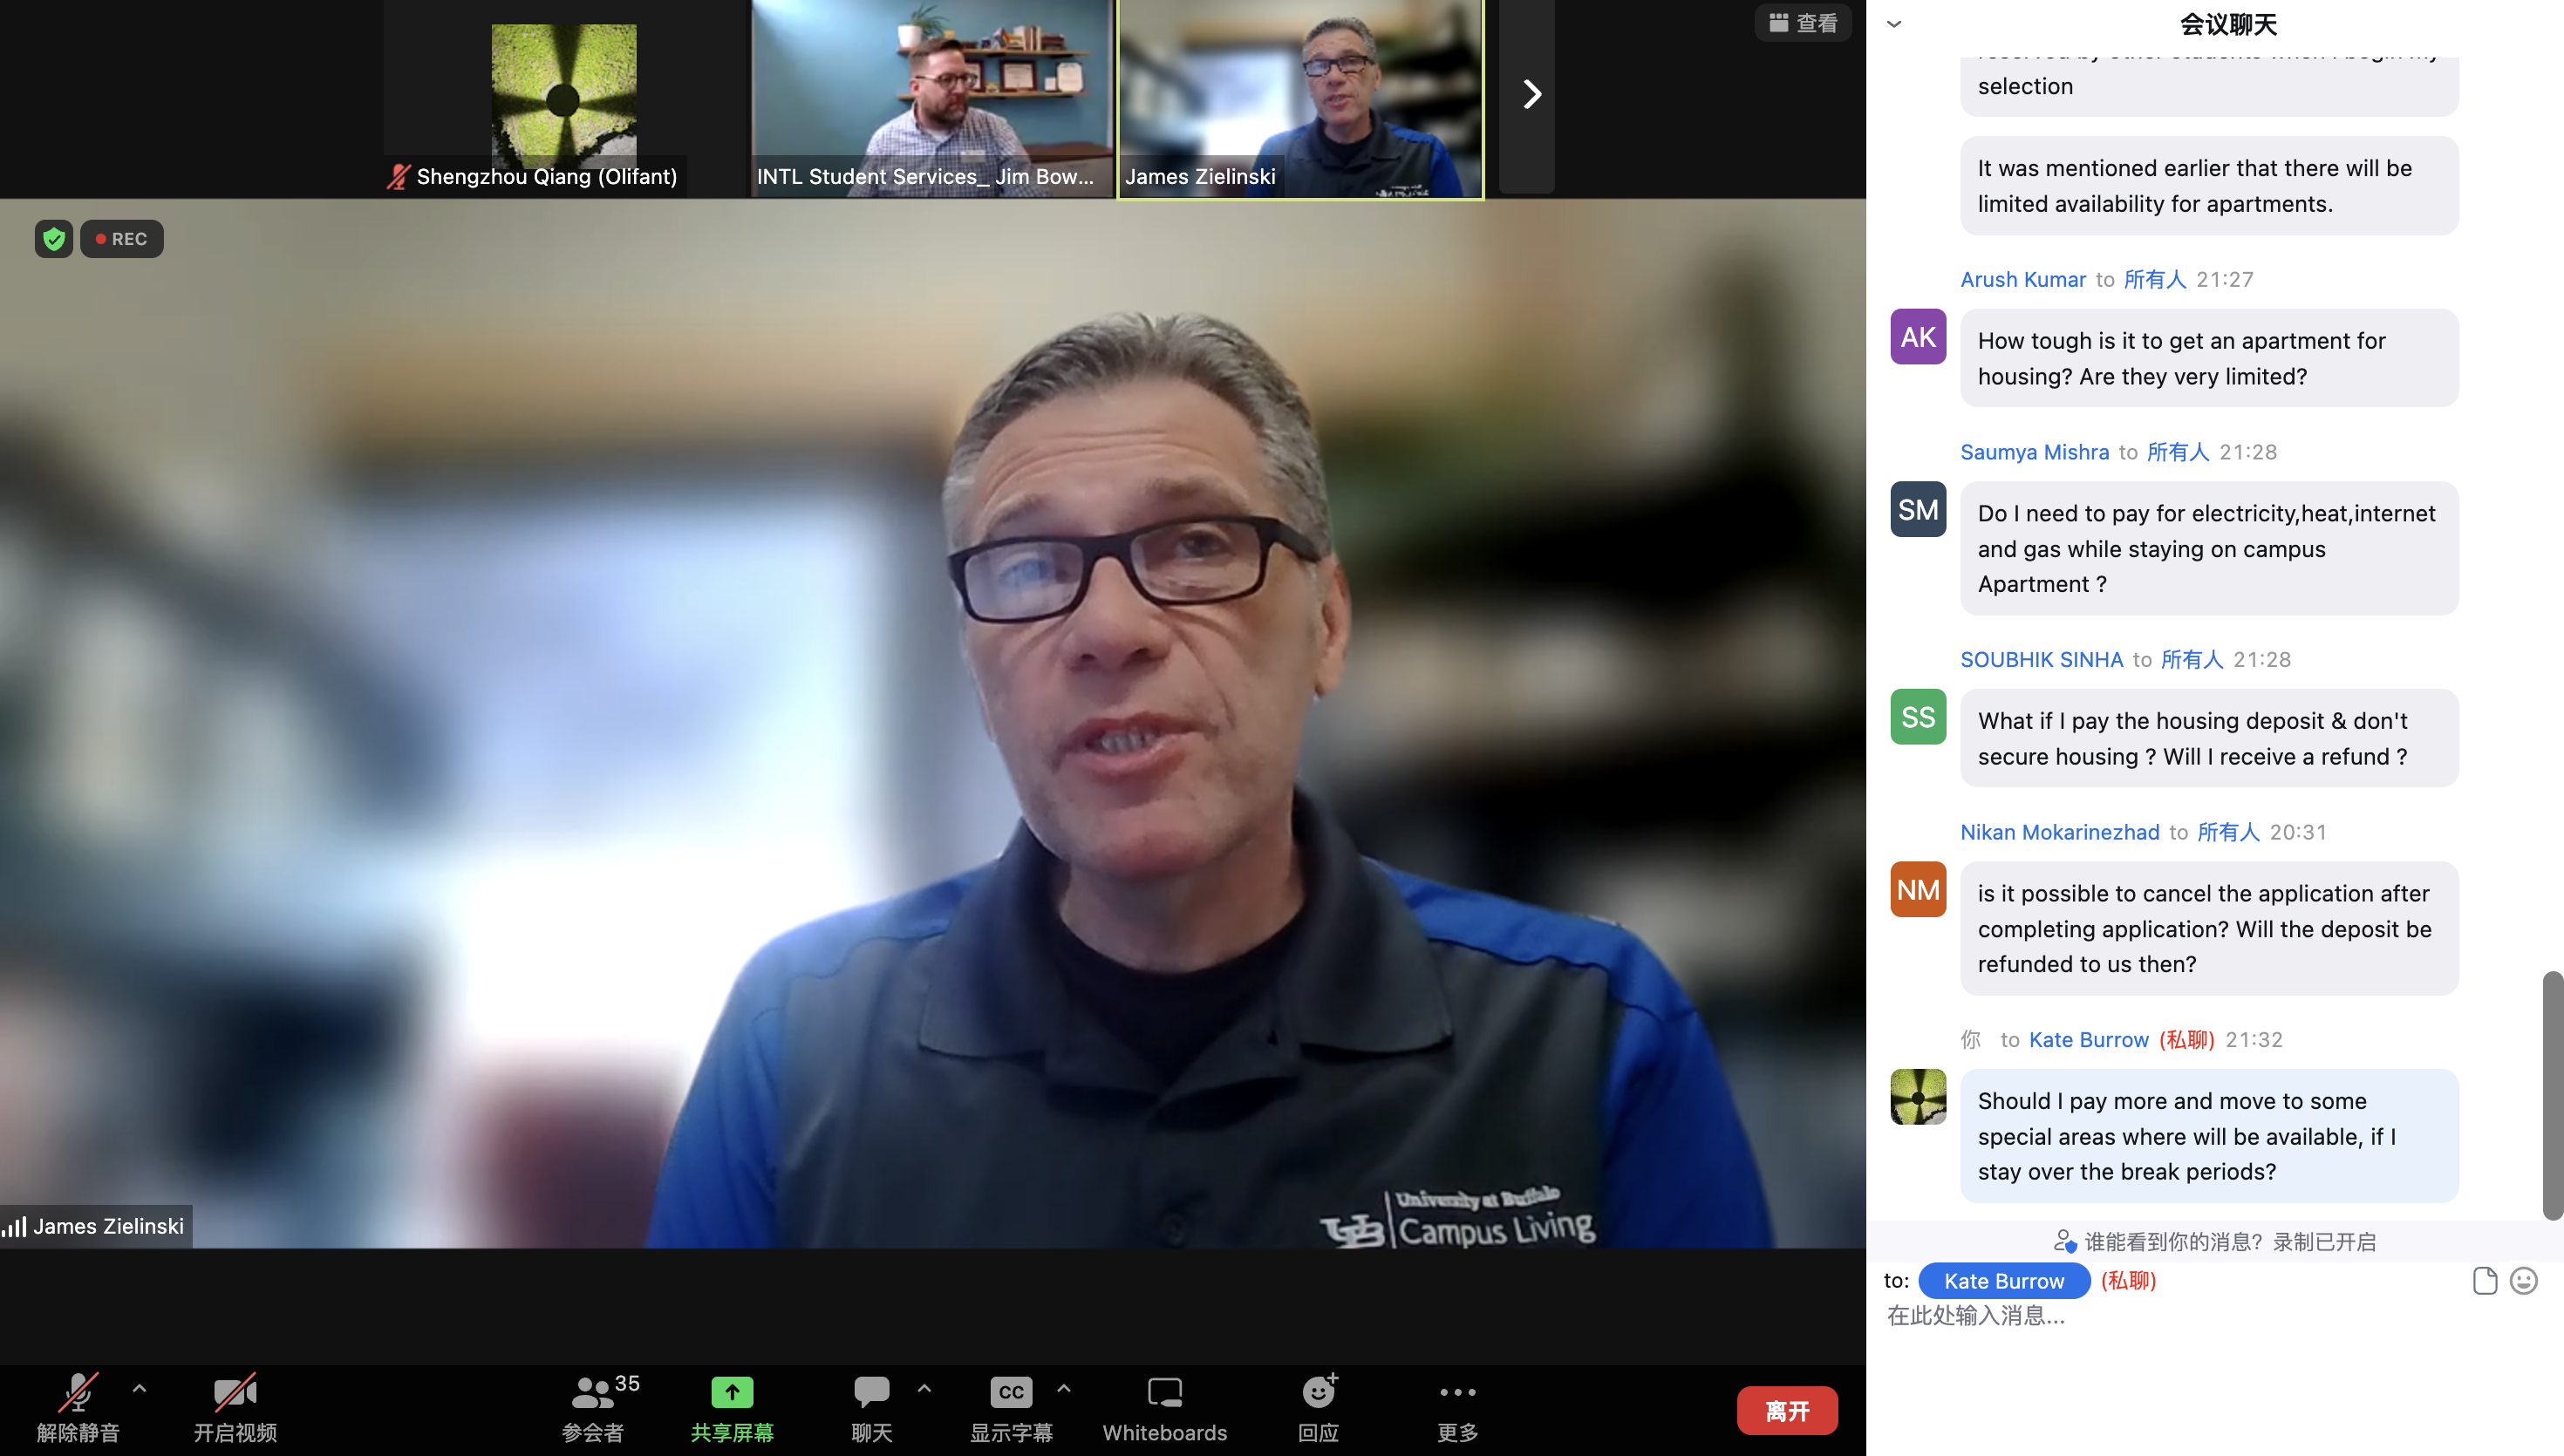 查看
Shengzhou Qiang (Olifant)
INTL Student Services_ Jim Bow...
James Zielinski
REC
James Zielinski
University at Buffalo
UB Campus Living
会议聊天
selection
It was mentioned earlier that there will be
limited availability for apartments.
Arush Kumar to 所有人 21:27
AK
How tough is it to get an apartment for
housing? Are they very limited?
Saumya Mishra to 所有人 21:28
SM
Do I need to pay for electricity,heat,internet
and gas while staying on campus
Apartment ?
SOUBHIK SINHA to 所有人 21:28
SS
What if I pay the housing deposit & don't
secure housing ? Will I receive a refund ?
Nikan Mokarinezhad to 所有人 20:31
NM
is it possible to cancel the application after
completing application? Will the deposit be
refunded to us then?
你 to Kate Burrow (私聊) 21:32
Should I pay more and move to some
special areas where will be available, if I
stay over the break periods?
谁能看到你的消息？录制已开启
to: Kate Burrow (私聊)
在此处输入消息...
解除静音
开启视频
35
参会者
共享屏幕
聊天
CC
显示字幕
Whiteboards
回应
更多
离开